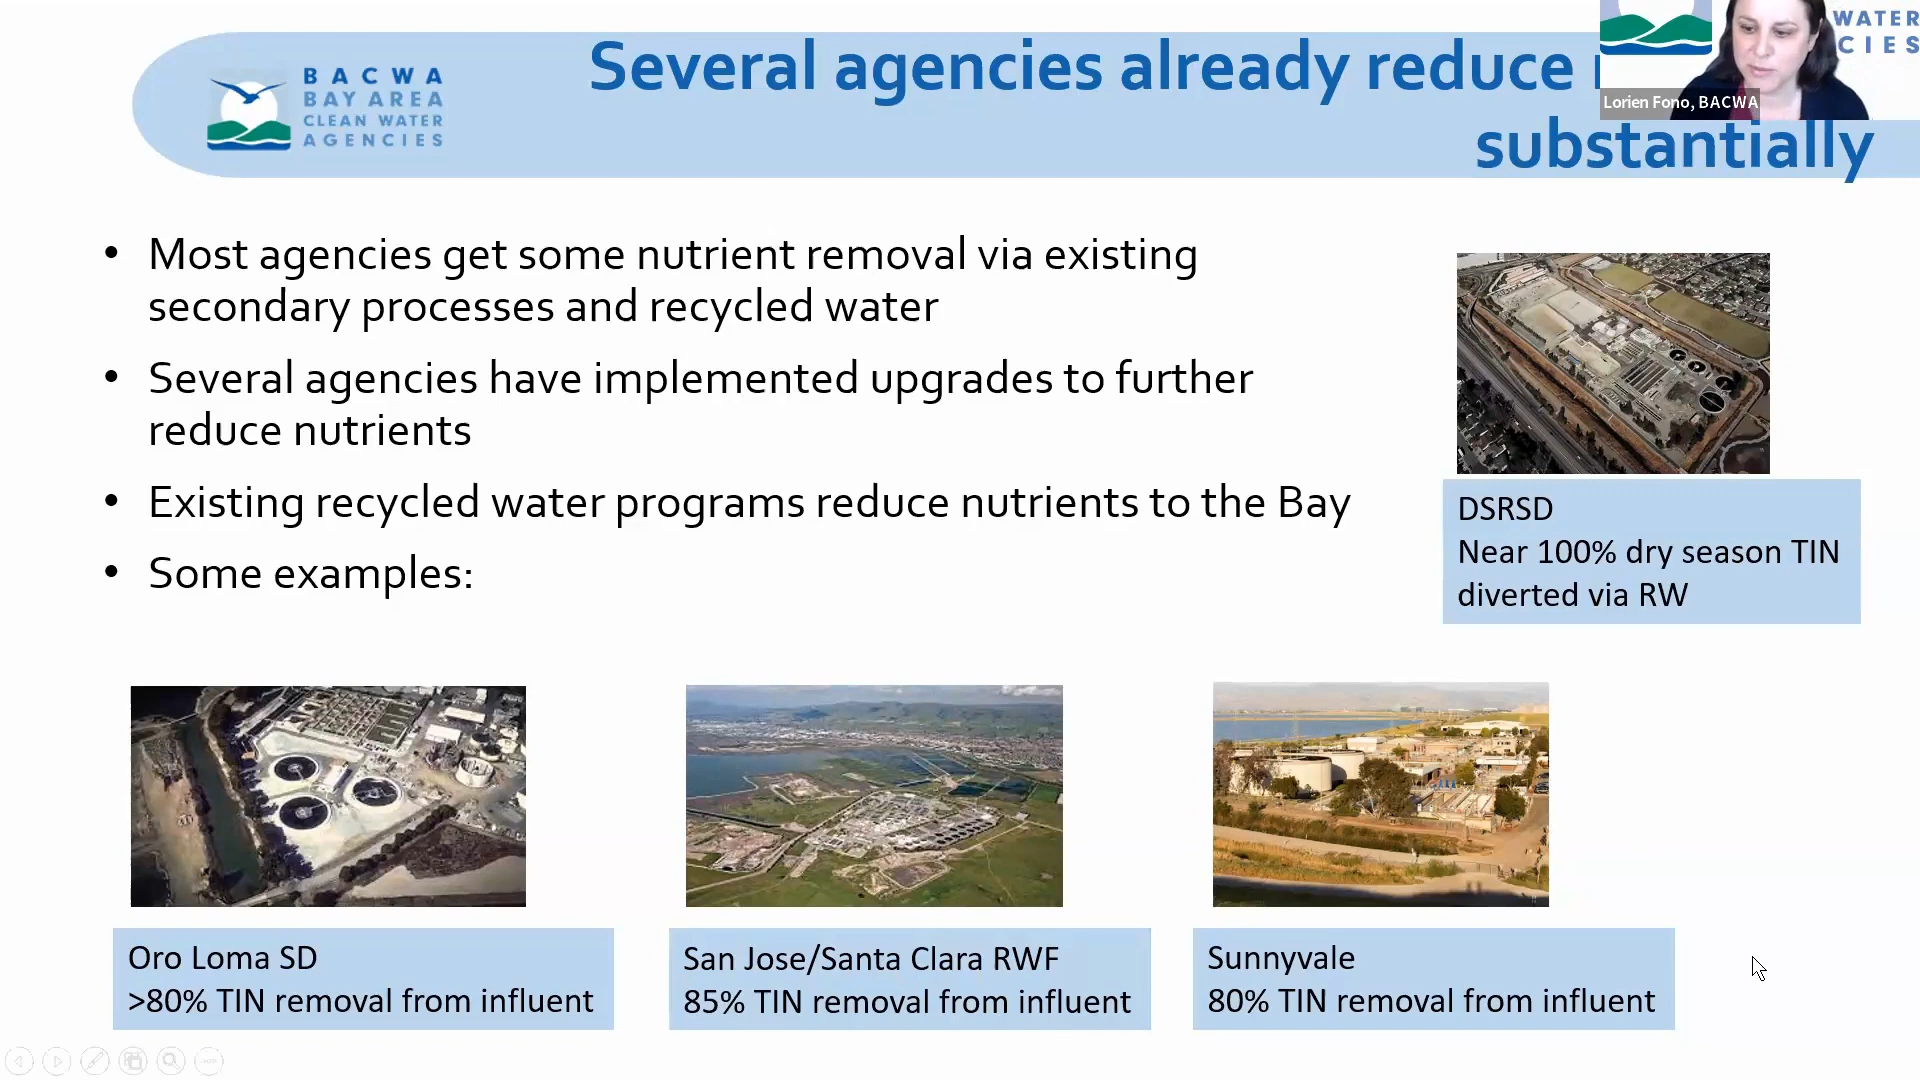 BACWA
BAY AREA
CLEAN WATER
AGENCIES
Several agencies already reduce
substantially
WATER
CIES
Lorien Fono, BACWA
• Most agencies get some nutrient removal via existing
secondary processes and recycled water
• Several agencies have implemented upgrades to further
reduce nutrients
• Existing recycled water programs reduce nutrients to the Bay
• Some examples:
DSRSD
Near 100% dry season TIN
diverted via RW
Oro Loma SD
>80% TIN removal from influent
San Jose/Santa Clara RWF
85% TIN removal from influent
Sunnyvale
80% TIN removal from influent